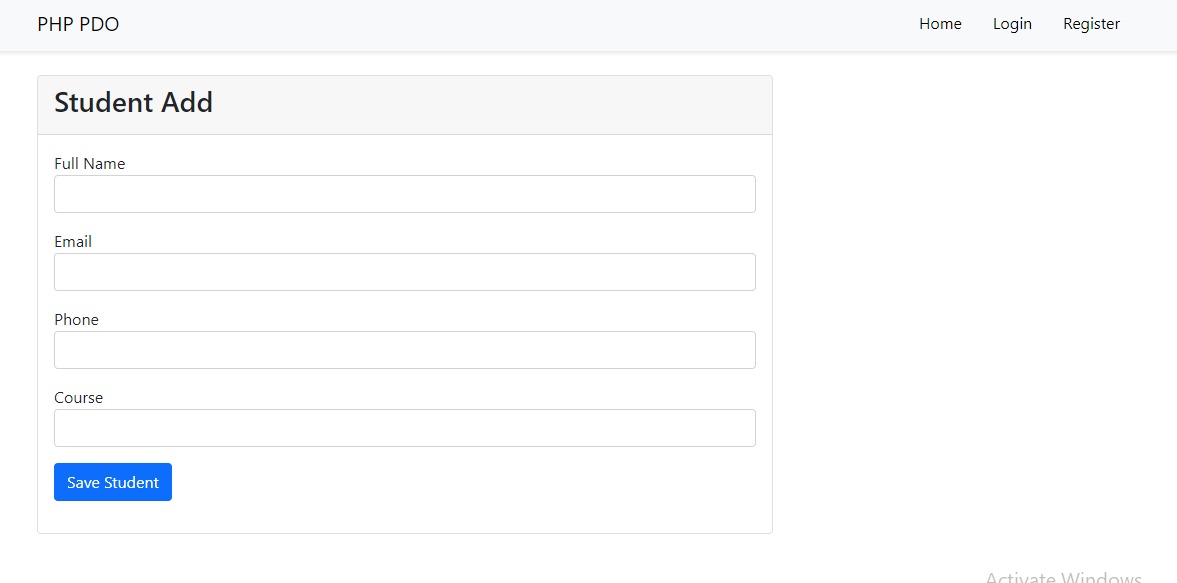 PHP PDO Home Login Register
Student Add
Full Name
Email
Phone
Course
Save Student
Activate Windows